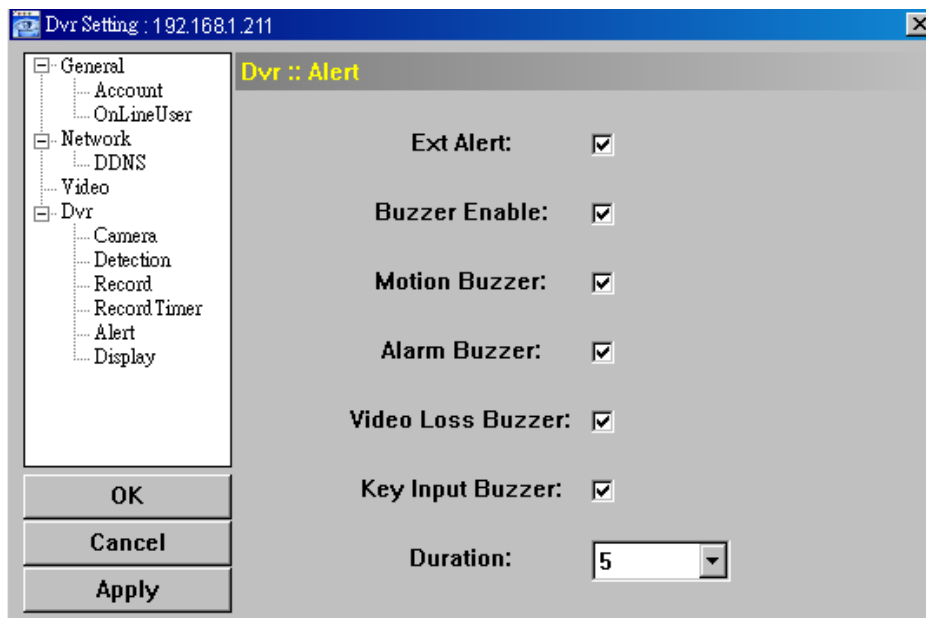 Dvr Setting : 192.168.1.211
General
Account
OnLineUser
Network
DDNS
Video
Dvr
Camera
Detection
Record
Record Timer
Alert
Display
OK
Cancel
Apply
Dvr :: Alert
Ext Alert:
Buzzer Enable:
Motion Buzzer:
Alarm Buzzer:
Video Loss Buzzer:
Key Input Buzzer:
Duration: 5